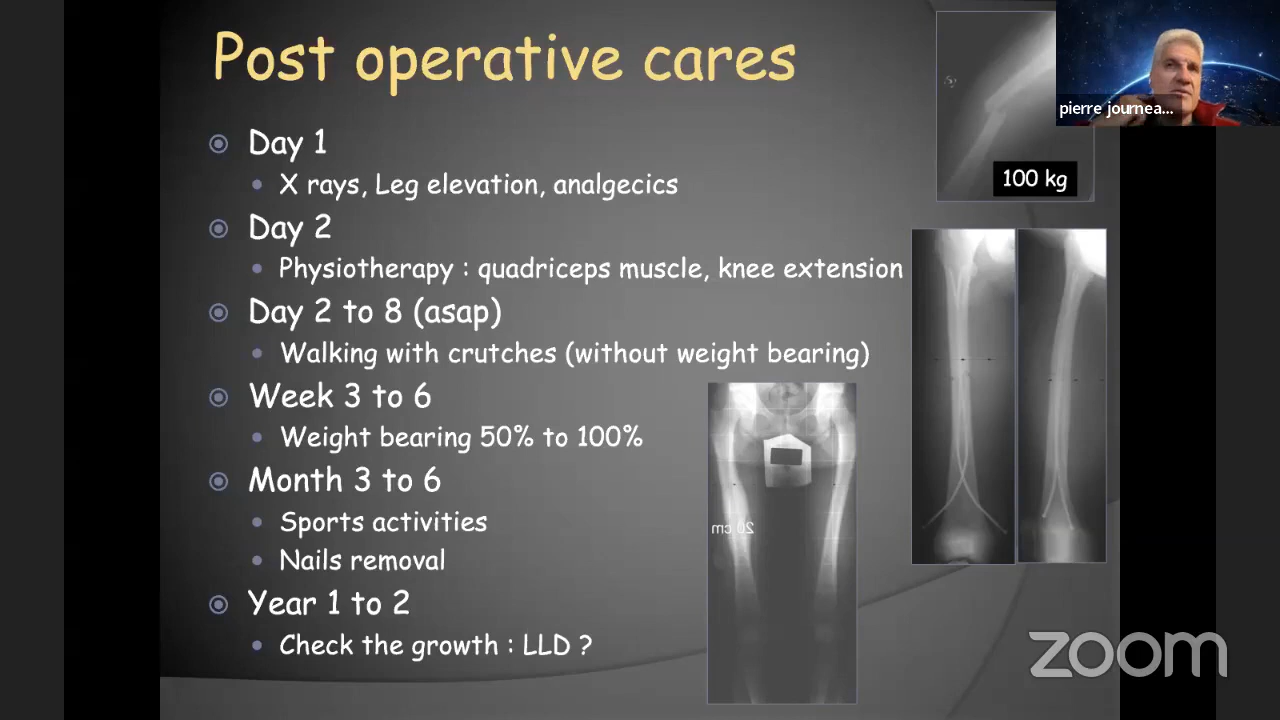 Post operative cares
Day 1
X rays, Leg elevation, analgecics
Day 2
Physiotherapy : quadriceps muscle, knee extension
Day 2 to 8 (asap)
Walking with crutches (without weight bearing)
Week 3 to 6
Weight bearing 50% to 100%
Month 3 to 6
Sports activities
Nails removal
Year 1 to 2
Check the growth : LLD ?
pierre journea...
100 kg
20 cm
zoom